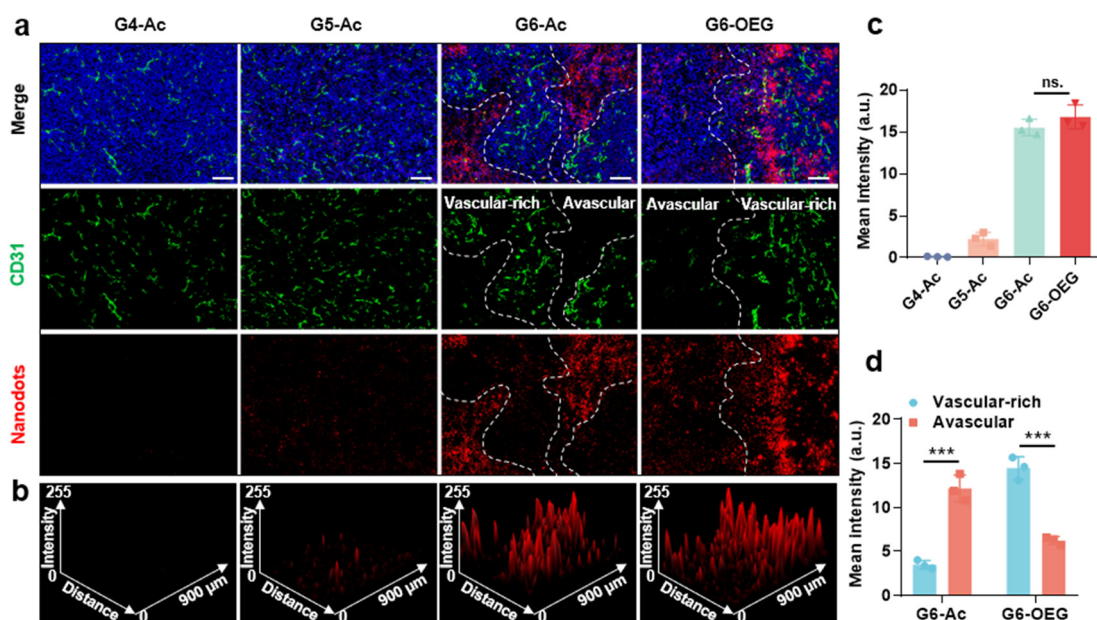 a
G4-Ac
G5-Ac
G6-Ac
G6-OEG
Merge
CD31
Vascular-rich
Avascular
Avascular
Vascular-rich
Nanodots
b
255
Intensity
0
Distance
0
900 µm
255
Intensity
0
Distance
0
900 µm
255
Intensity
0
Distance
0
900 µm
255
Intensity
0
Distance
0
900 µm
c
Mean intensity (a.u.)
20
15
10
5
0
ns.
G4-Ac
G5-Ac
G6-Ac
G6-OEG
d
Vascular-rich
Avascular
Mean intensity (a.u.)
20
15
10
5
0
***
***
G6-Ac
G6-OEG